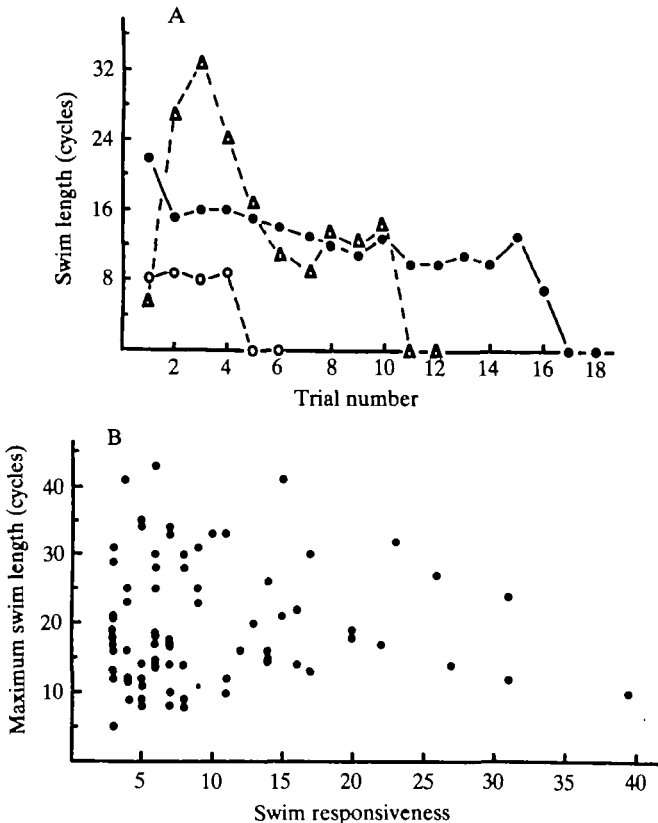 A
Swim length (cycles)
32
24
16
8
2 4 6 8 10 12 14 16 18
Trial number
B
Maximum swim length (cycles)
40
30
20
10
5 10 15 20 25 30 35 40
Swim responsiveness